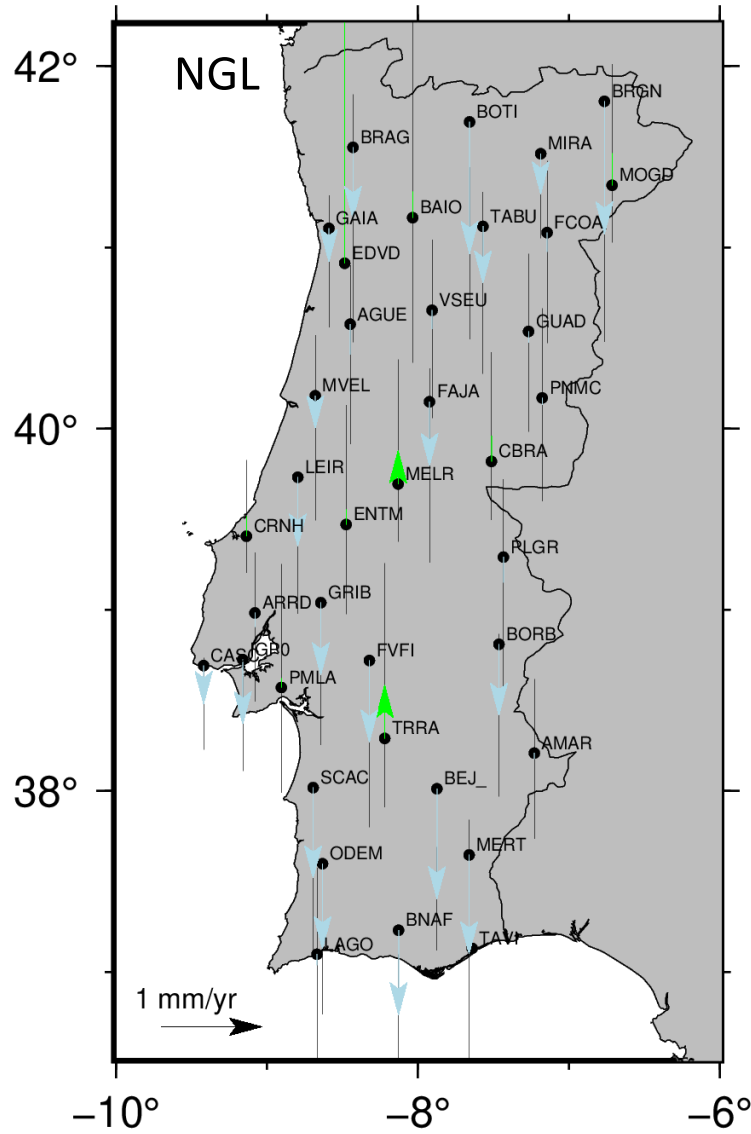 42°
NGL
BRGN
BOTI
BRAG
MIRA
MOGD
BAIO
GAIA
TABU
FCOA
EDVD
VSEU
AGUE
GUAD
MVEL
FAJA
PNMC
40°
CBRA
LEIR
MELR
ENTM
CRNH
PLGR
GRIB
ARRD
BORB
CASC
GP0
FVFI
PMLA
TRRA
AMAR
38°
SCAC
BEJ_
MERT
ODEM
BNAF
TAVI
LAGO
1 mm/yr
−10°
−8°
−6°